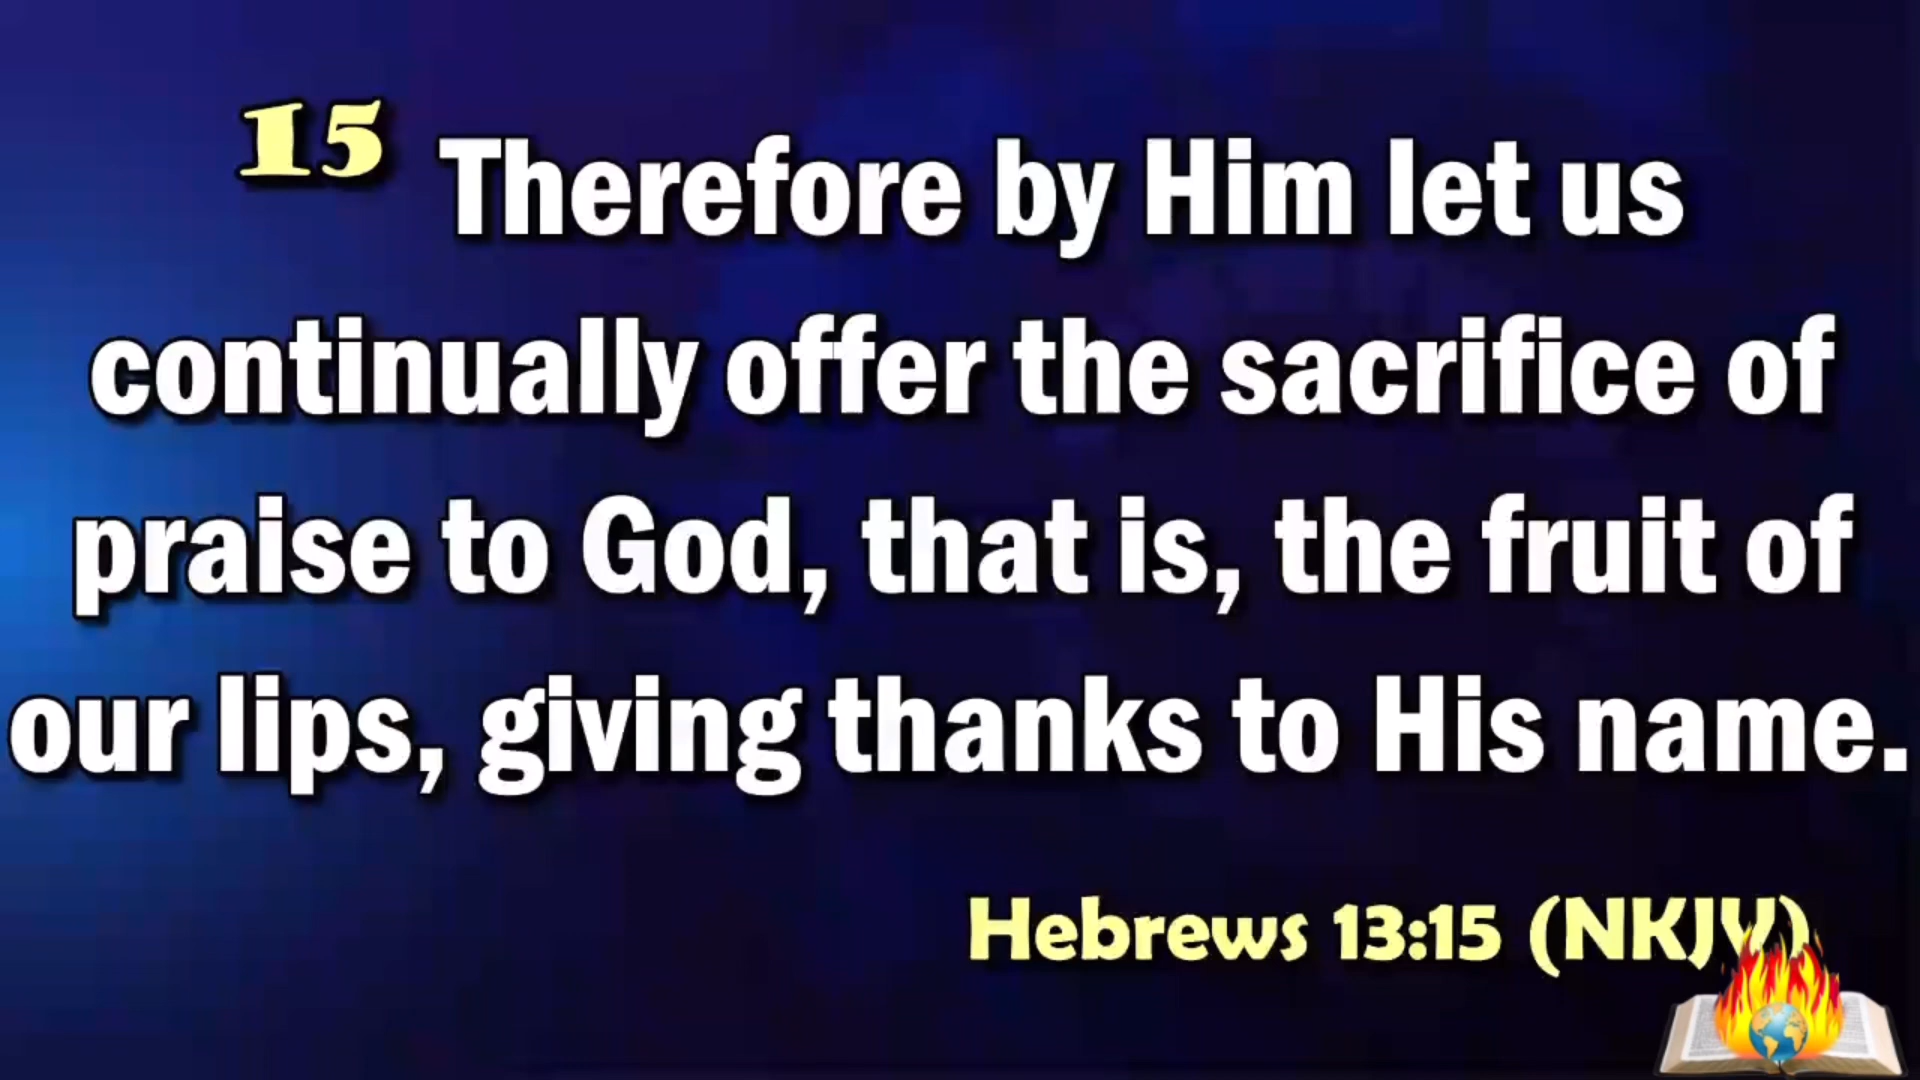 15 Therefore by Him let us
continually offer the sacrifice of
praise to God, that is, the fruit of
our lips, giving thanks to His name.
Hebrews 13:15 (NKJV)